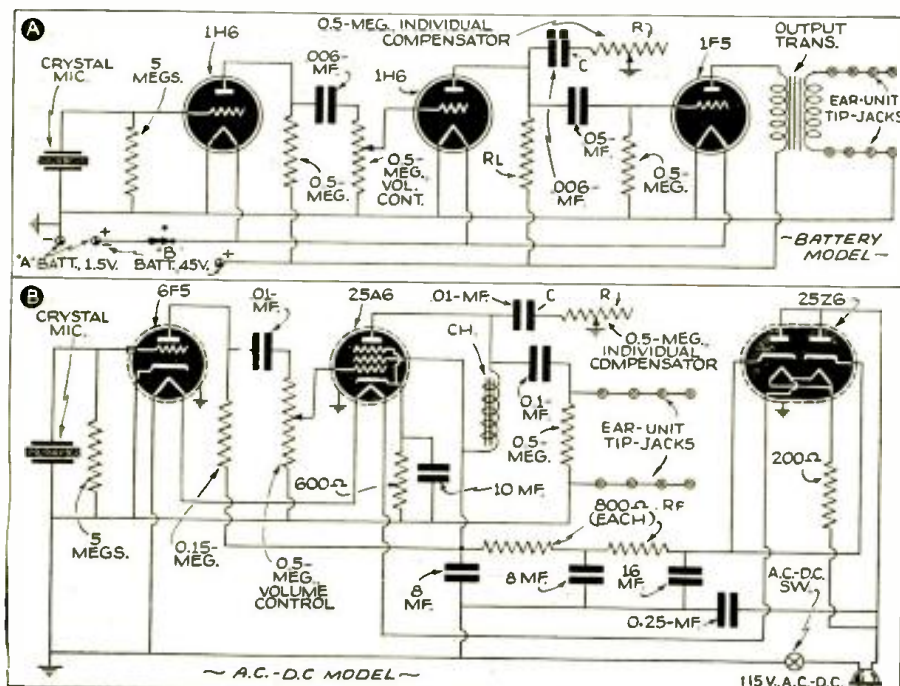 A
1H6
0.5-MEG., INDIVIDUAL
COMPENSATOR
R1
CRYSTAL
MIC.
5
MEGS.
.006-
MF.
1H6
C
1F5
OUTPUT
TRANS.
EAR-UNIT
TIP-JACKS
.05-
MF.
0.5-
MEG.
0.5-
MEG.
VOL.
CONT.
RL
.006-
MF.
0.5-
MEG.
- + "B" +
"A" BATT., 1.5V. BATT. 45V.
~BATTERY
MODEL~
B
CRYSTAL
MIC.
6F5
.01-
MF.
25A6
.01-MF.
C
R1
25Z6
CH.
0.5-MEG.,
INDIVIDUAL
COMPENSATOR
0.1-
MF.
0.5-
MEG.
EAR-UNIT
TIP-JACKS
200Ω
600Ω
10 MF.
800Ω RF
(EACH)
5
MEGS.
0.15-
MEG.
0.5-
MEG.,
VOLUME
CONTROL
8
MF.
8 MF.
16
MF.
A.C.-D.C.
SW.
0.25-MF.
~ A.C.-D.C MODEL ~
115 V., A.C.-D.C.